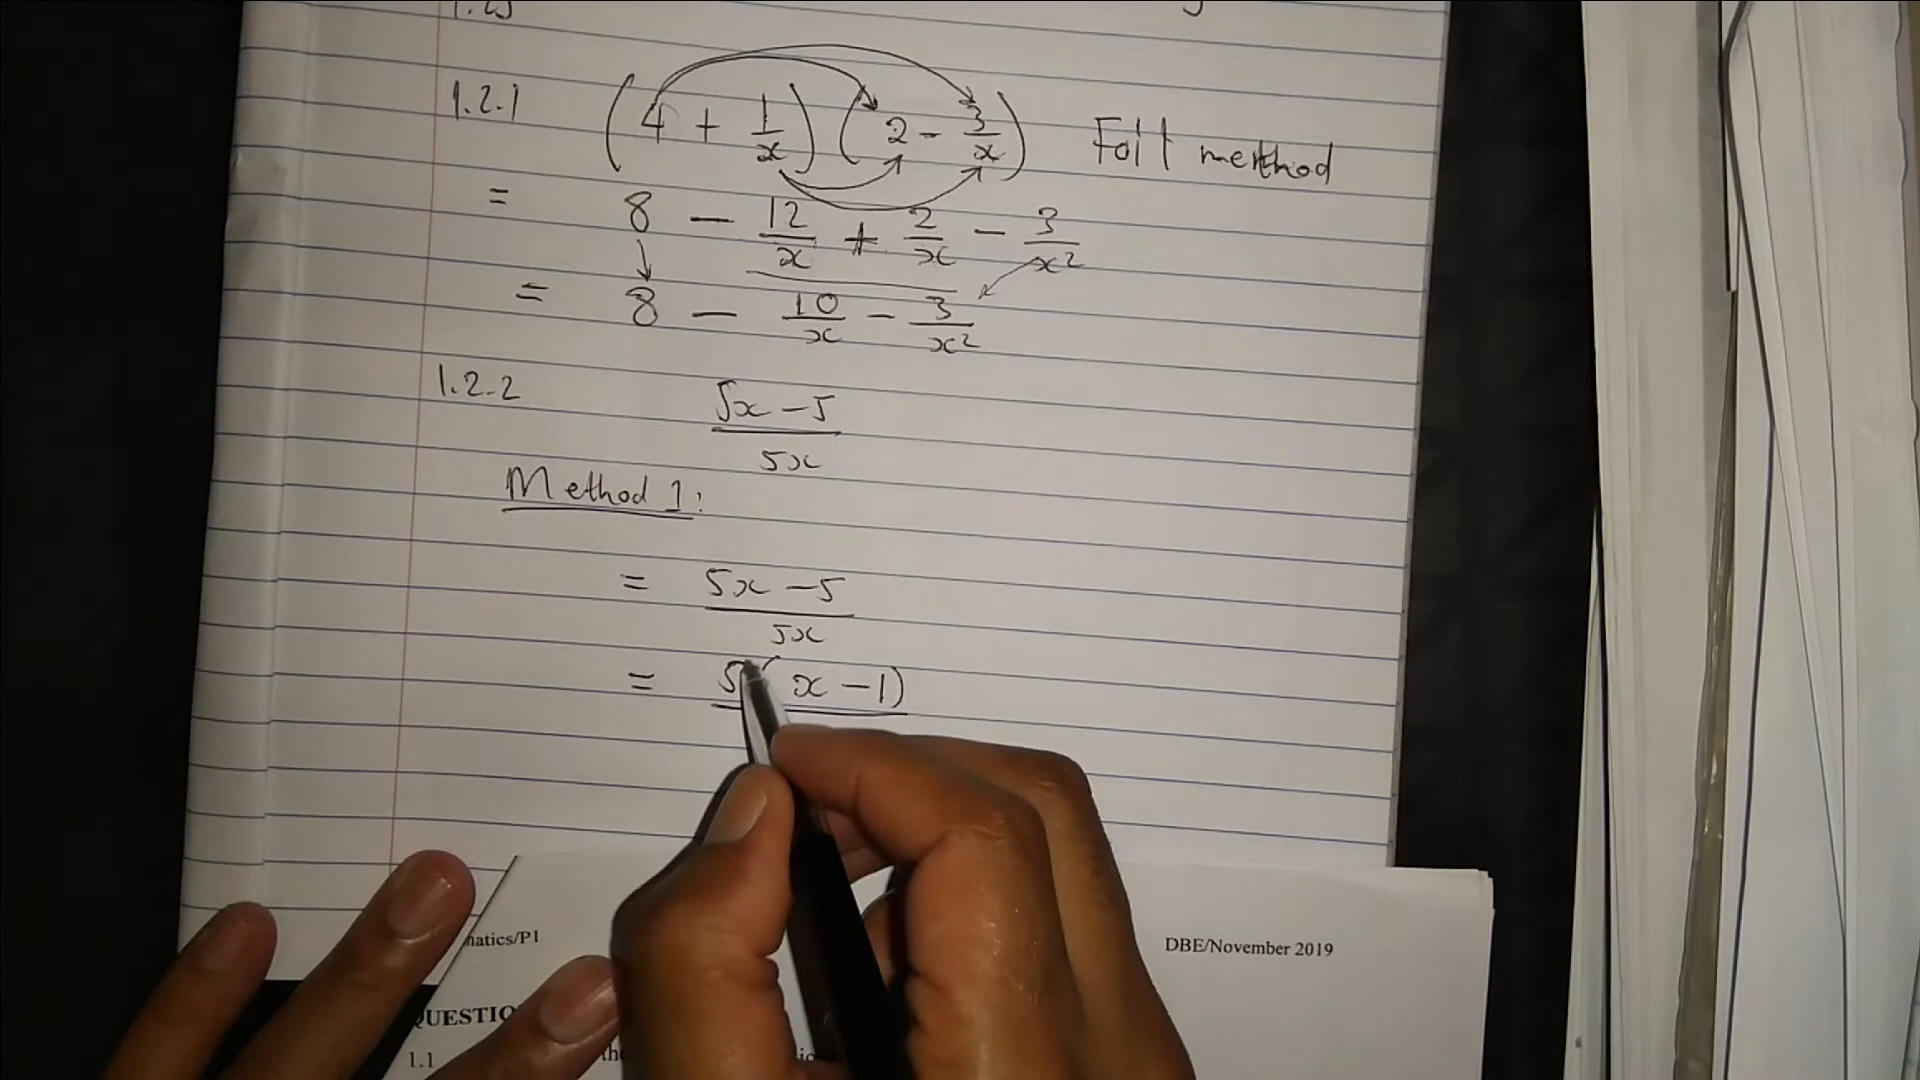 1.2.1 (4 + 1/x) (2 - 3/x) Foil method
= 8 - 12/x + 2/x - 3/x²
= 8 - 10/x - 3/x²
1.2.2 5x - 5
5x
Method 1:
= 5x - 5
5x
= 5(x - 1)
matics/P1 DBE/November 2019
QUESTIO
1.1